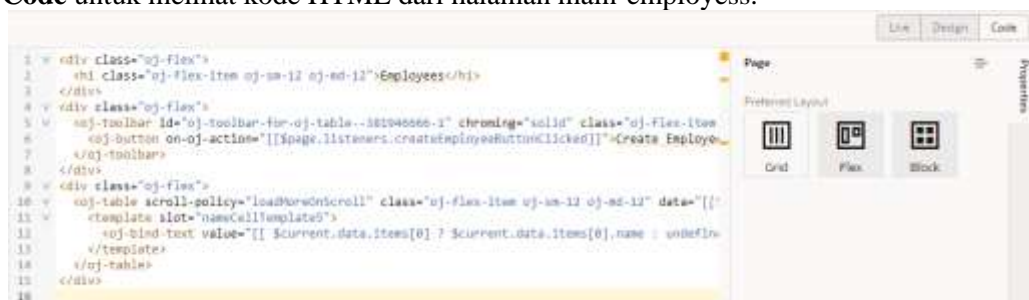 Code untuk melihat kode HTML dari halaman main-employess.
Live Design Code
1 <div class="oj-flex">
2 <h1 class="oj-flex-item oj-sm-12 oj-md-12">Employees</h1>
3 </div>
4 <div class="oj-flex">
5 <oj-toolbar id="oj-toolbar-for-oj-table--381946666-1" chroming="solid" class="oj-flex-item
6 <oj-button on-oj-action="[[$page.listeners.createEmployeeButtonClicked]]">Create Employe
7 </oj-toolbar>
8 </div>
9 <div class="oj-flex">
10 <oj-table scroll-policy="loadMoreOnScroll" class="oj-flex-item oj-sm-12 oj-md-12" data="[[
11 <template slot="nameCellTemplate5">
12 <oj-bind-text value="[[ $current.data.items[0] ? $current.data.items[0].name : undefin
13 </template>
14 </oj-table>
15 </div>
16
Page
Properties
Preferred Layout
Grid Flex Block